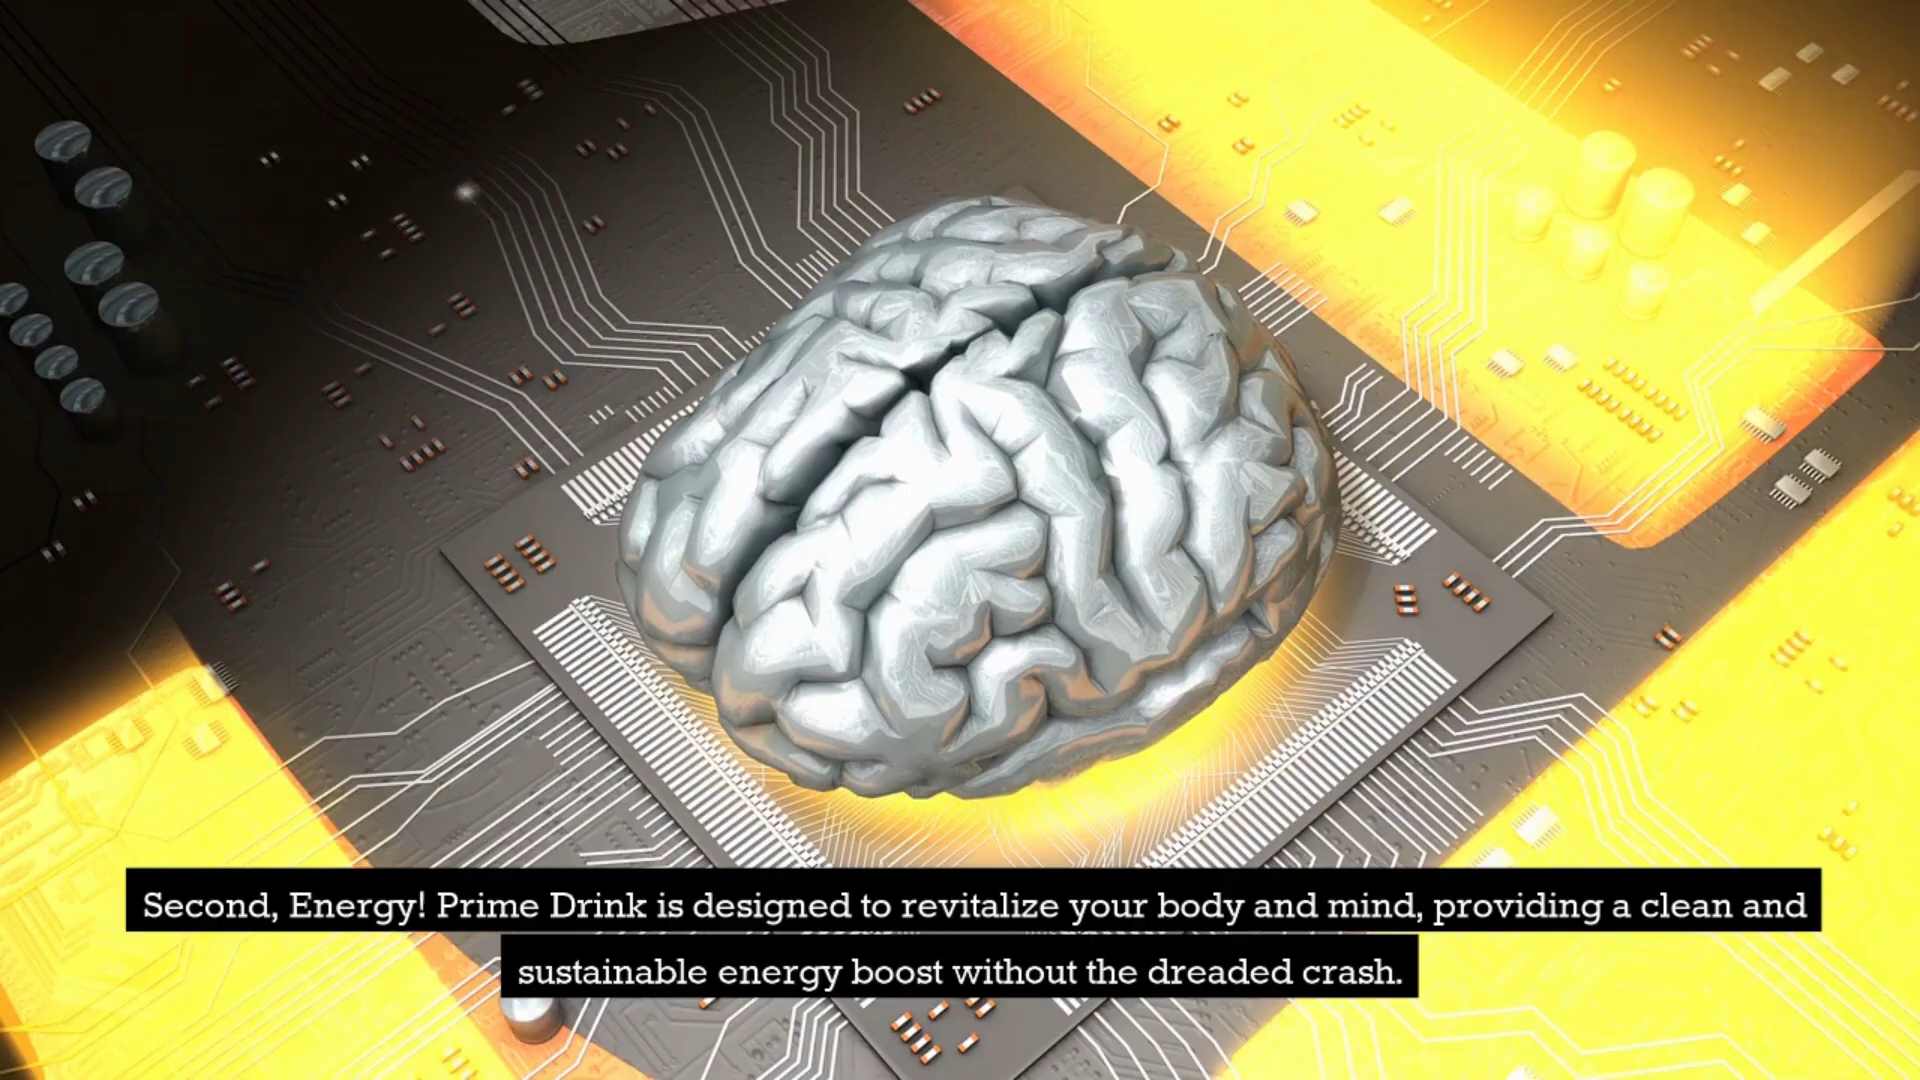 Second, Energy! Prime Drink is designed to revitalize your body and mind, providing a clean and
sustainable energy boost without the dreaded crash.